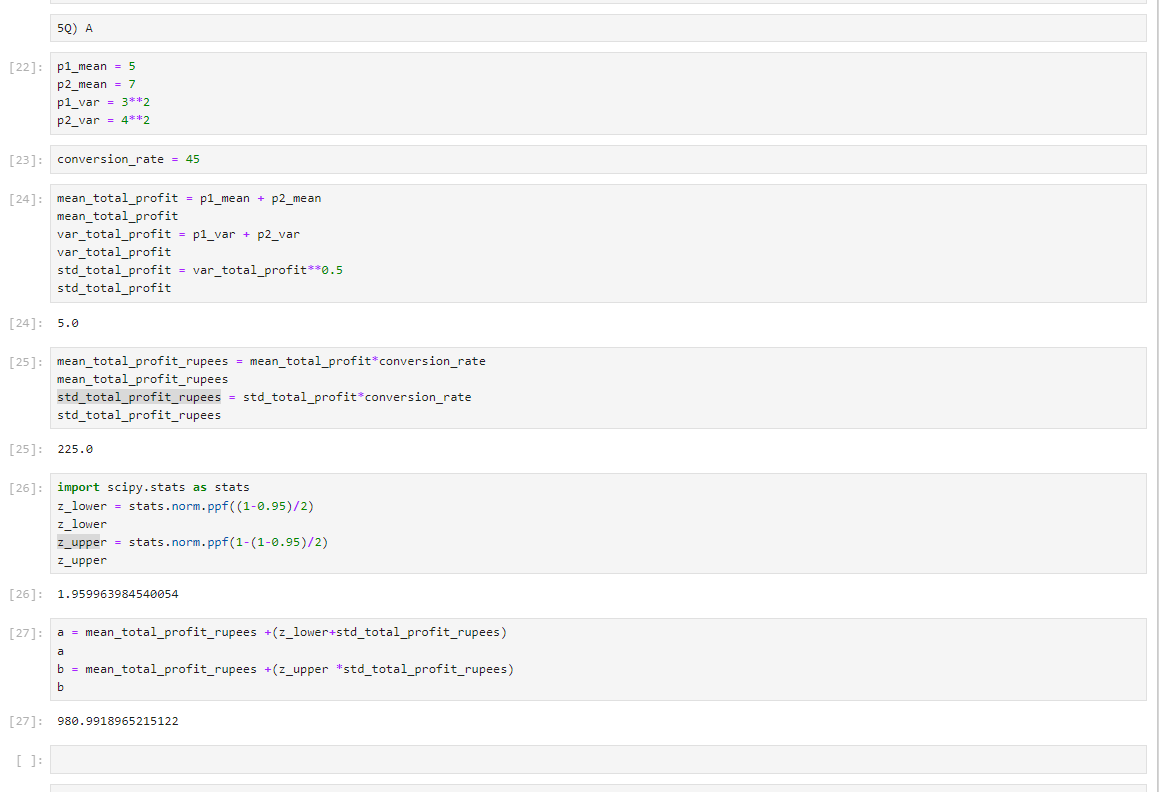 5Q) A
[22]:
p1_mean = 5
p2_mean = 7
p1_var = 3**2
p2_var = 4**2
[23]:
conversion_rate = 45
[24]:
mean_total_profit = p1_mean + p2_mean
mean_total_profit
var_total_profit = p1_var + p2_var
var_total_profit
std_total_profit = var_total_profit**0.5
std_total_profit
[24]:
5.0
[25]:
mean_total_profit_rupees = mean_total_profit*conversion_rate
mean_total_profit_rupees
std_total_profit_rupees = std_total_profit*conversion_rate
std_total_profit_rupees
[25]:
225.0
[26]:
import scipy.stats as stats
z_lower = stats.norm.ppf((1-0.95)/2)
z_lower
z_upper = stats.norm.ppf(1-(1-0.95)/2)
z_upper
[26]:
1.959963984540054
[27]:
a = mean_total_profit_rupees +(z_lower+std_total_profit_rupees)
a
b = mean_total_profit_rupees +(z_upper *std_total_profit_rupees)
b
[27]:
980.9918965215122
[ ]: